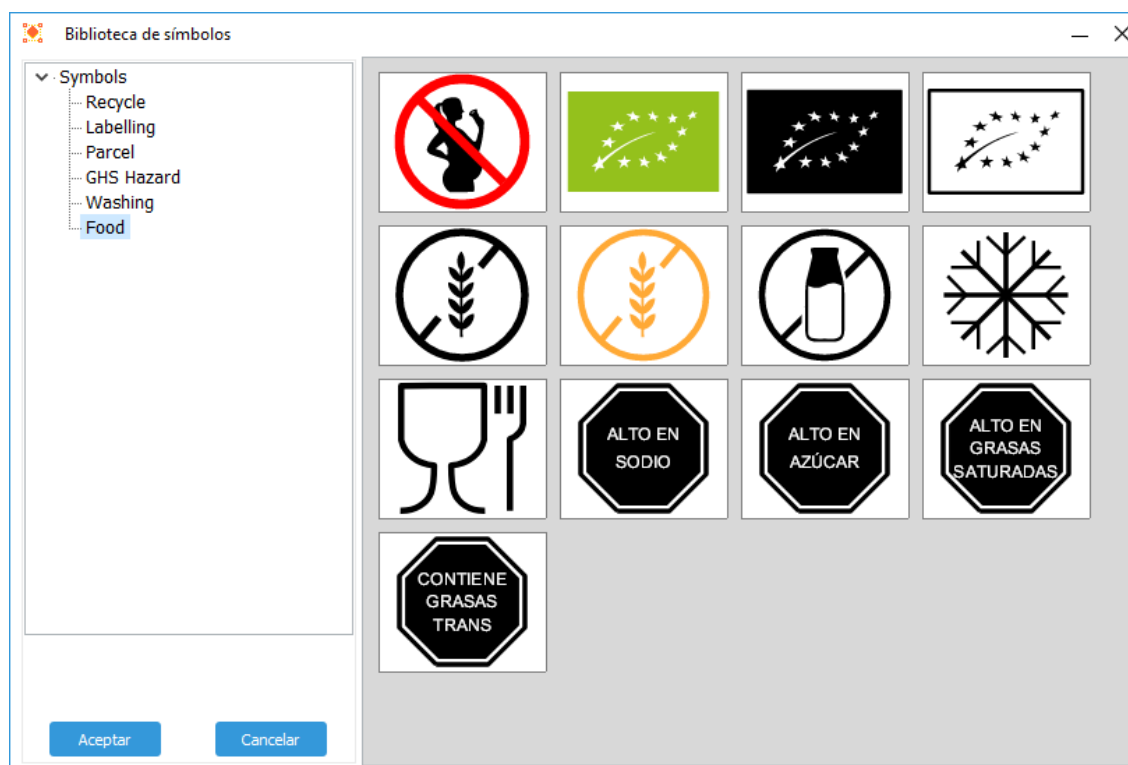 Biblioteca de símbolos
Symbols
Recycle
Labelling
Parcel
GHS Hazard
Washing
Food
ALTO EN
SODIO
ALTO EN
AZÚCAR
ALTO EN
GRASAS
SATURADAS
CONTIENE
GRASAS
TRANS
Aceptar
Cancelar